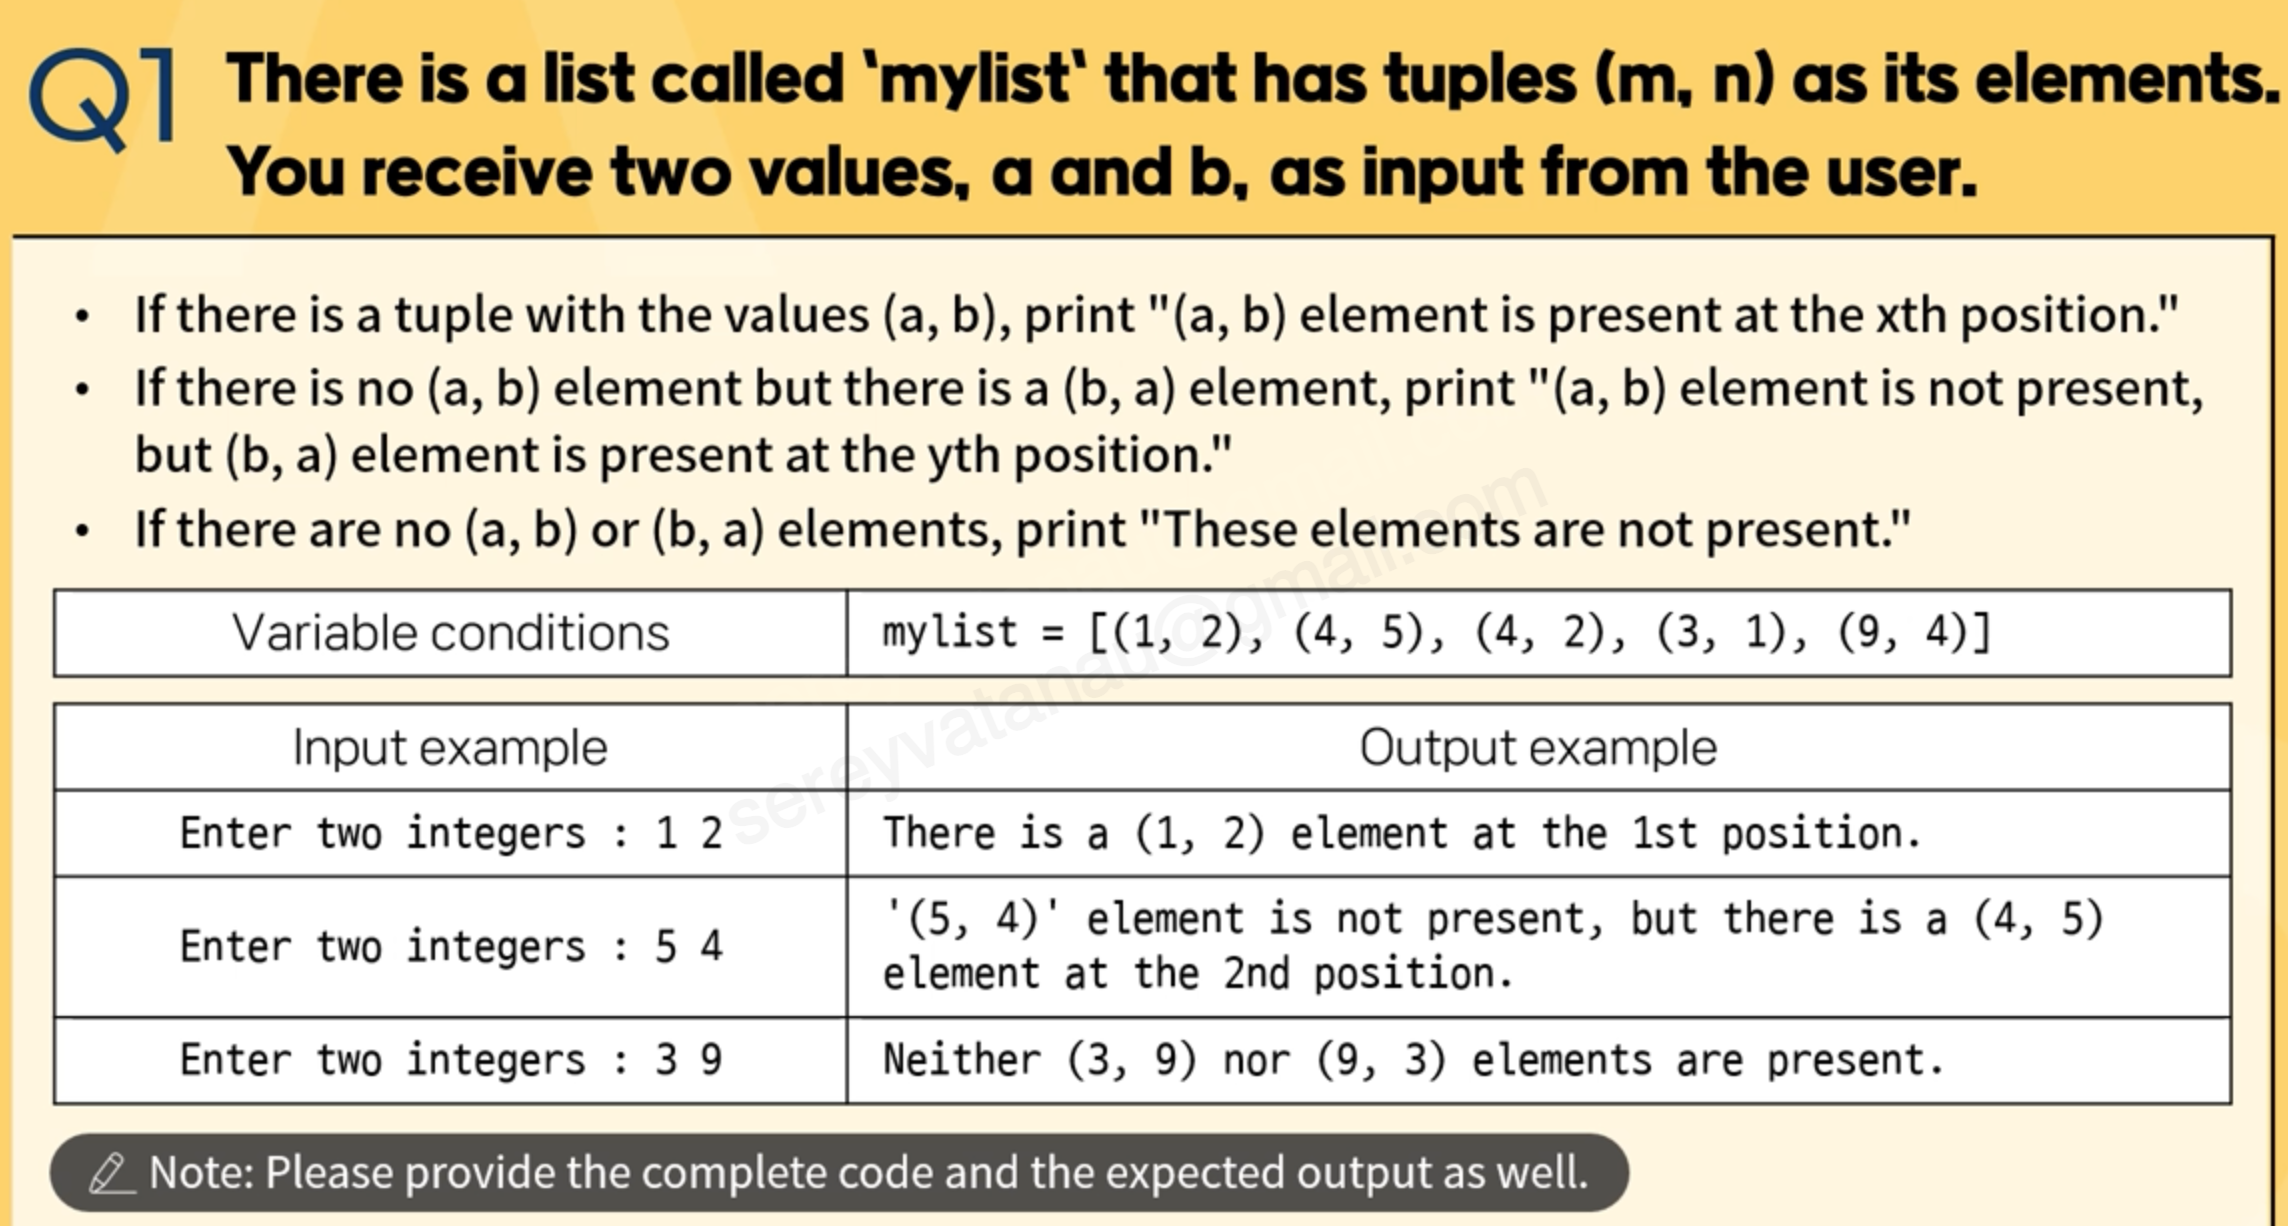 Q1
There is a list called 'mylist' that has tuples (m, n) as its elements.
You receive two values, a and b, as input from the user.
• If there is a tuple with the values (a, b), print "(a, b) element is present at the xth position."
• If there is no (a, b) element but there is a (b, a) element, print "(a, b) element is not present,
but (b, a) element is present at the yth position."
• If there are no (a, b) or (b, a) elements, print "These elements are not present."
Variable conditions
mylist = [(1, 2), (4, 5), (4, 2), (3, 1), (9, 4)]
Input example
Output example
Enter two integers : 1 2
There is a (1, 2) element at the 1st position.
Enter two integers : 5 4
'(5, 4)' element is not present, but there is a (4, 5)
element at the 2nd position.
Enter two integers : 3 9
Neither (3, 9) nor (9, 3) elements are present.
Note: Please provide the complete code and the expected output as well.